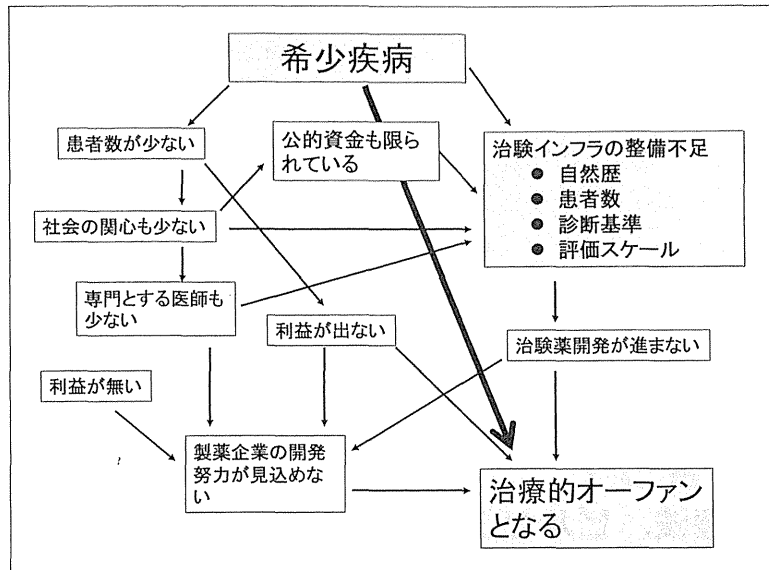 希少疾病
患者数が少ない
公的資金も限ら
れている
治験インフラの整備不足
● 自然歴
● 患者数
● 診断基準
● 評価スケール
社会の関心も少ない
専門とする医師も
少ない
利益が出ない
治験薬開発が進まない
利益が無い
製薬企業の開発
努力が見込めな
い
治療的オーファン
となる